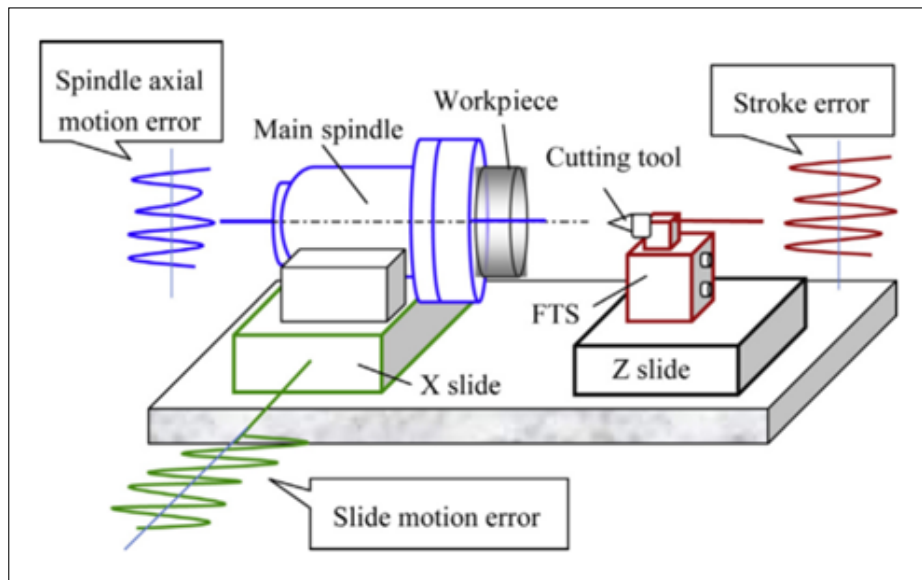 Spindle axial
motion error
Main spindle
Workpiece
Cutting tool
Stroke error
FTS
X slide
Z slide
Slide motion error